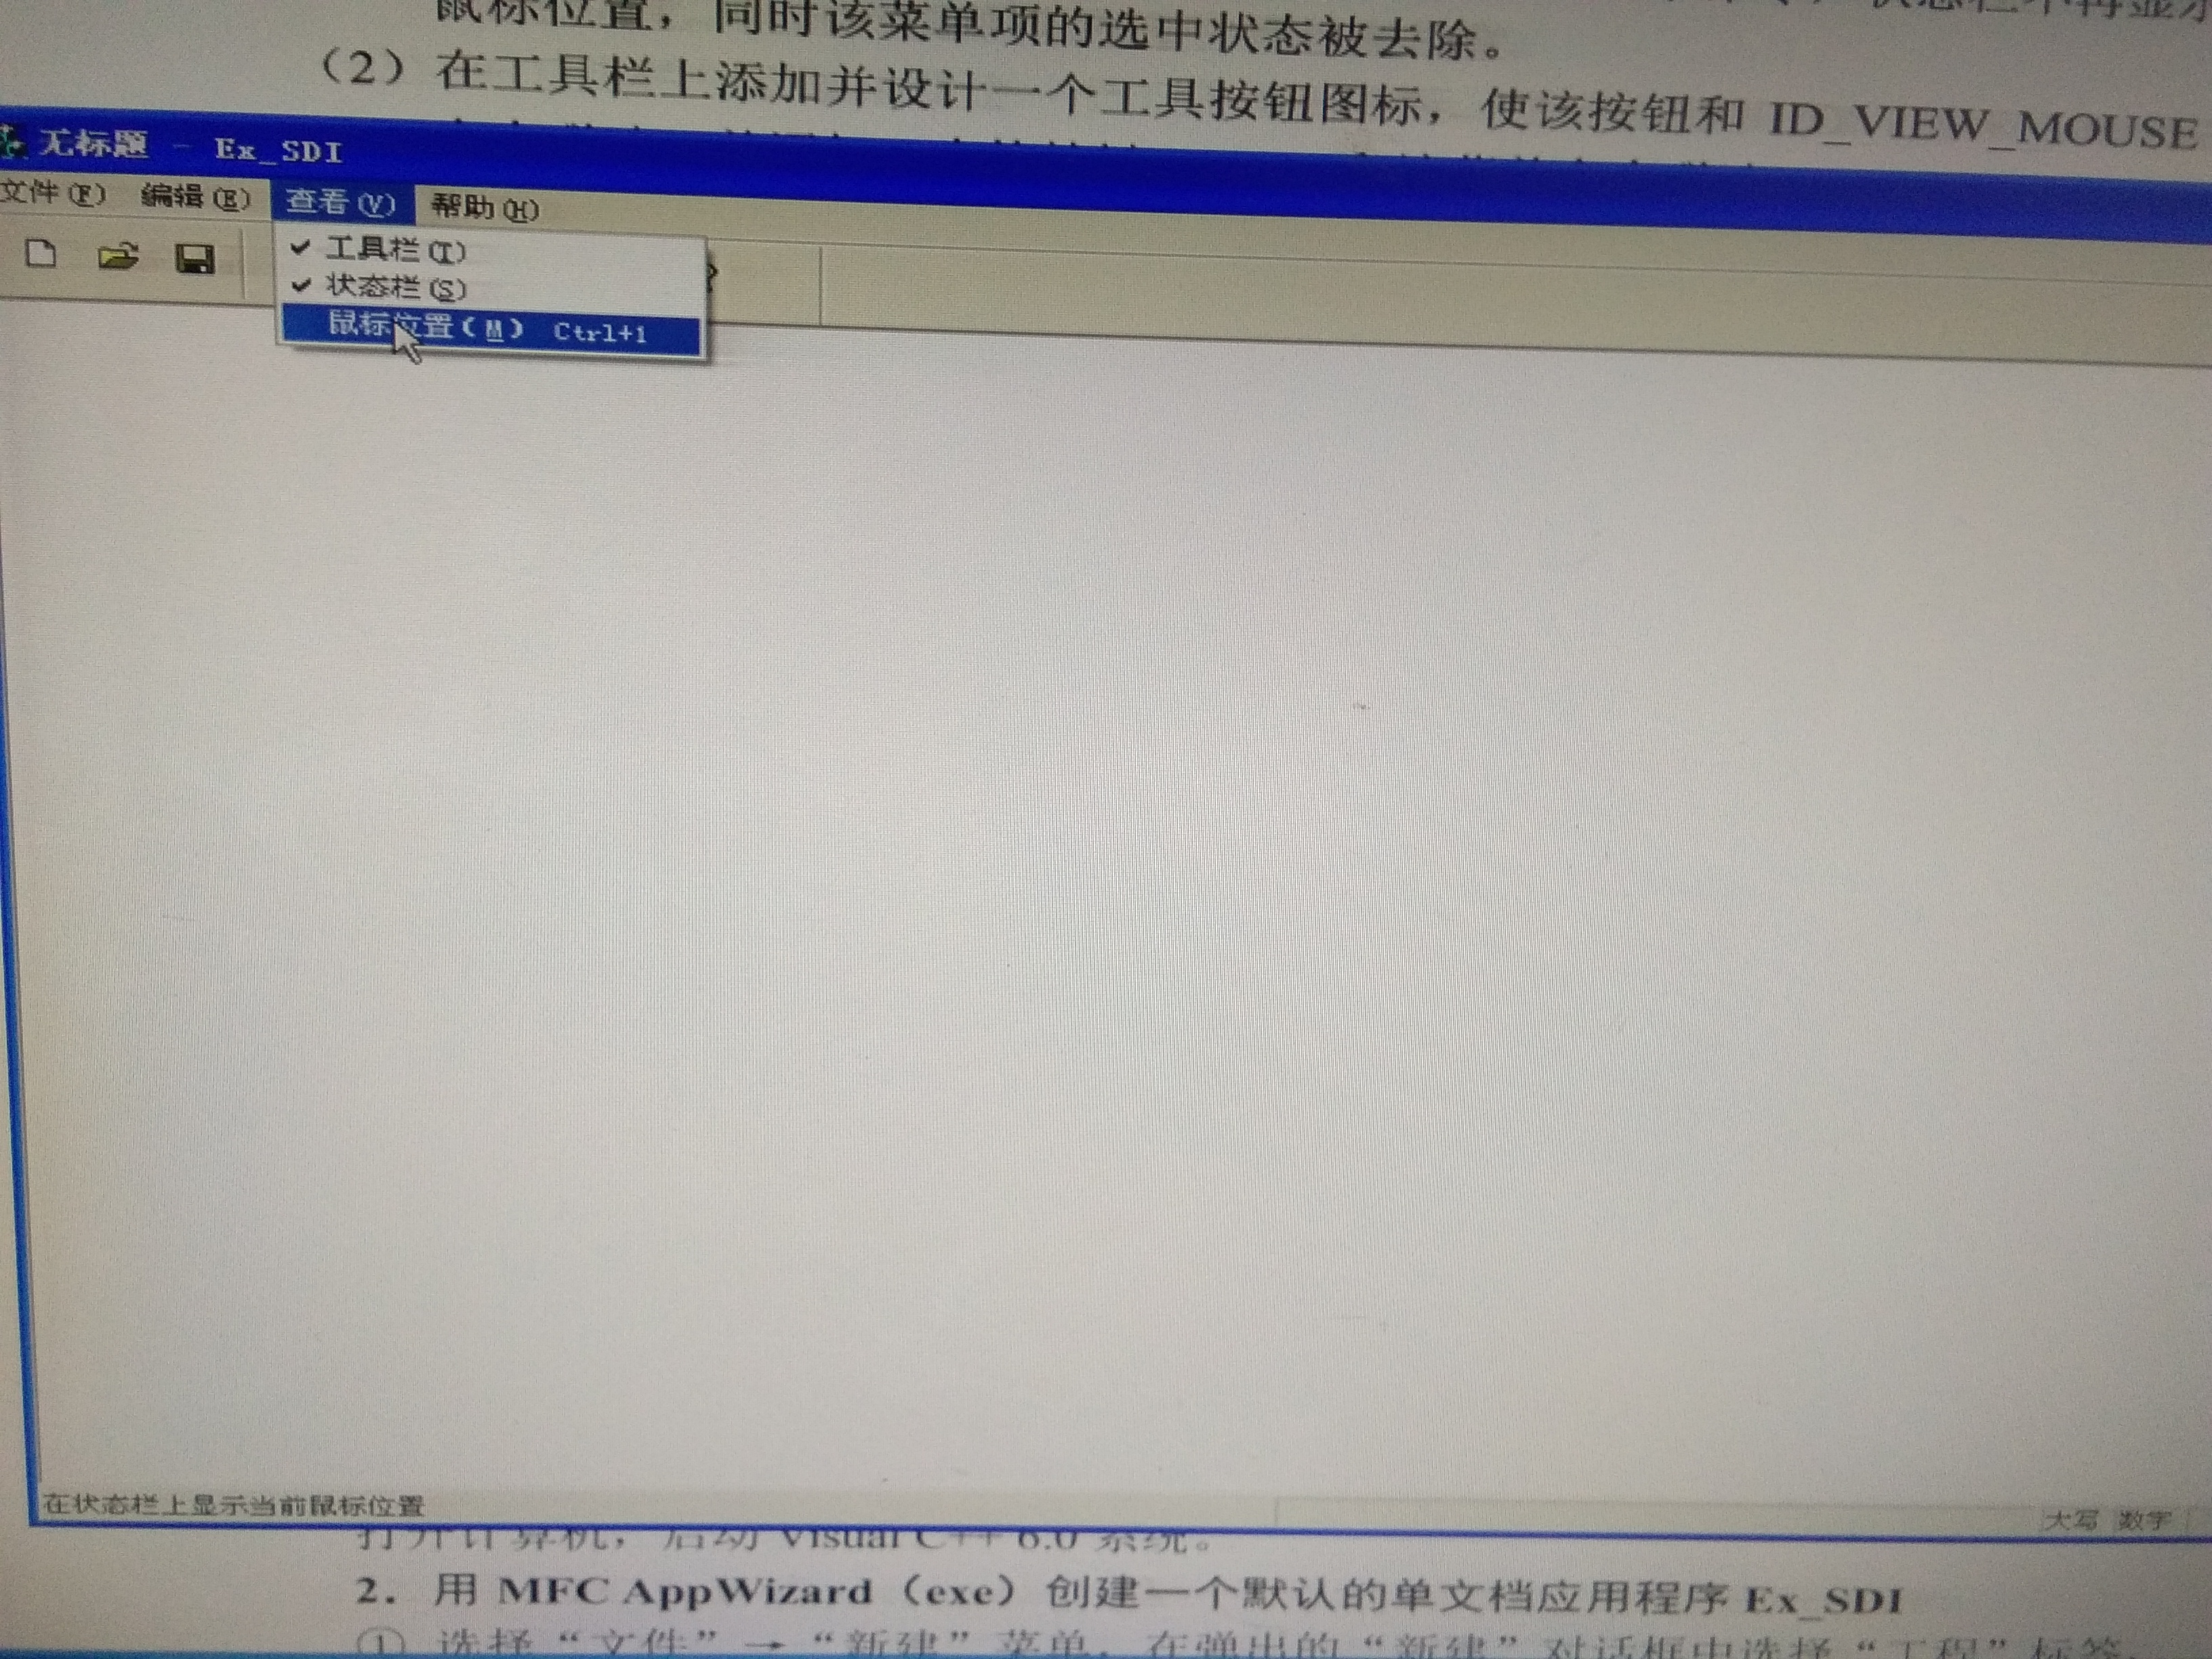 鼠标位置，同时该菜单项的选中状态被去除。
（2）在工具栏上添加并设计一个工具按钮图标，使该按钮和 ID_VIEW_MOUSE
无标题 - Ex_SDI
文件(F) 编辑(E) 查看(V) 帮助(H)
工具栏(T)
状态栏(S)
鼠标位置(M) Ctrl+1
在状态栏上显示当前鼠标位置
大写 数字
打开计算机，启动 Visual C++ 6.0 系统。
2. 用 MFC AppWizard（exe）创建一个默认的单文档应用程序 Ex_SDI
① 选择“文件”→“新建”菜单，在弹出的“新建”对话框中选择“工程”标签，